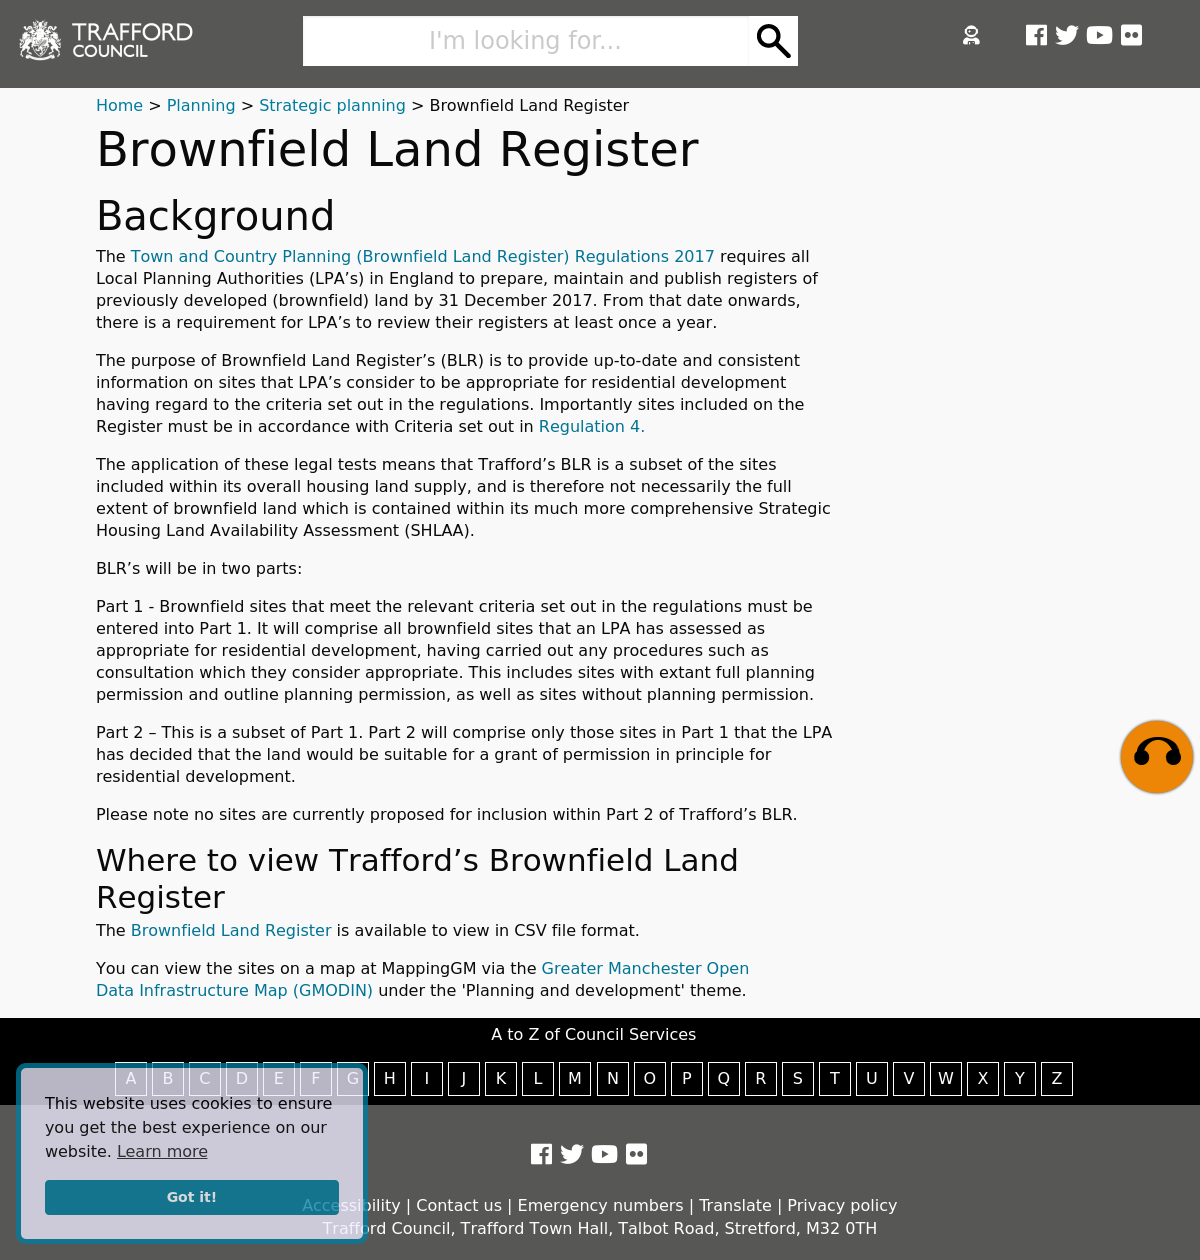 TRAFFORD
COUNCIL
I'm looking for...
Home > Planning > Strategic planning > Brownfield Land Register
Brownfield Land Register
Background
The Town and Country Planning (Brownfield Land Register) Regulations 2017 requires all
Local Planning Authorities (LPA’s) in England to prepare, maintain and publish registers of
previously developed (brownfield) land by 31 December 2017. From that date onwards,
there is a requirement for LPA’s to review their registers at least once a year.
The purpose of Brownfield Land Register’s (BLR) is to provide up-to-date and consistent
information on sites that LPA’s consider to be appropriate for residential development
having regard to the criteria set out in the regulations. Importantly sites included on the
Register must be in accordance with Criteria set out in Regulation 4.
The application of these legal tests means that Trafford’s BLR is a subset of the sites
included within its overall housing land supply, and is therefore not necessarily the full
extent of brownfield land which is contained within its much more comprehensive Strategic
Housing Land Availability Assessment (SHLAA).
BLR’s will be in two parts:
Part 1 - Brownfield sites that meet the relevant criteria set out in the regulations must be
entered into Part 1. It will comprise all brownfield sites that an LPA has assessed as
appropriate for residential development, having carried out any procedures such as
consultation which they consider appropriate. This includes sites with extant full planning
permission and outline planning permission, as well as sites without planning permission.
Part 2 – This is a subset of Part 1. Part 2 will comprise only those sites in Part 1 that the LPA
has decided that the land would be suitable for a grant of permission in principle for
residential development.
Please note no sites are currently proposed for inclusion within Part 2 of Trafford’s BLR.
Where to view Trafford’s Brownfield Land
Register
The Brownfield Land Register is available to view in CSV file format.
You can view the sites on a map at MappingGM via the Greater Manchester Open
Data Infrastructure Map (GMODIN) under the 'Planning and development' theme.
A to Z of Council Services
A B C D E F G H I J K L M N O P Q R S T U V W X Y Z
This website uses cookies to ensure
you get the best experience on our
website. Learn more
Got it!
Accessibility | Contact us | Emergency numbers | Translate | Privacy policy
Trafford Council, Trafford Town Hall, Talbot Road, Stretford, M32 0TH